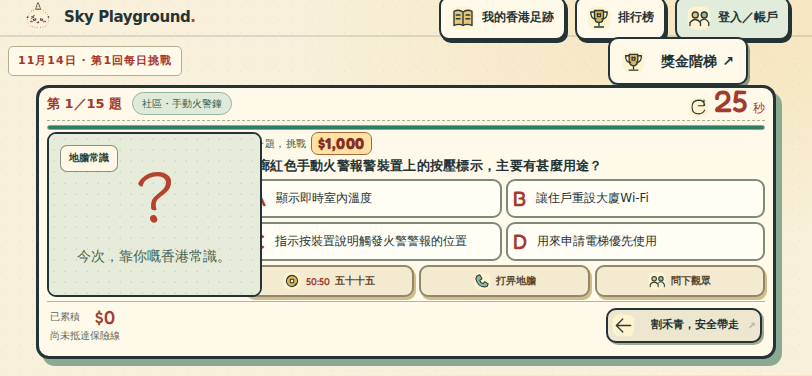 Sky Playground.
我的香港足跡
排行榜
登入／帳戶
11月14日 · 第1回每日挑戰
獎金階梯 ↗
第 1／15 題
社區 · 手動火警鐘
25 秒
地膽常識
?
今次，靠你嘅香港常識。
題，挑戰 $1,000
廊紅色手動火警報警裝置上的按壓標示，主要有甚麼用途？
顯示即時室內溫度
B 讓住戶重設大廈Wi-Fi
指示按裝置說明觸發火警警報的位置
D 用來申請電梯優先使用
50:50 五十十五
打畀地膽
問下觀眾
已累積 $0
尚未抵達保險線
割禾青，安全帶走 ↗